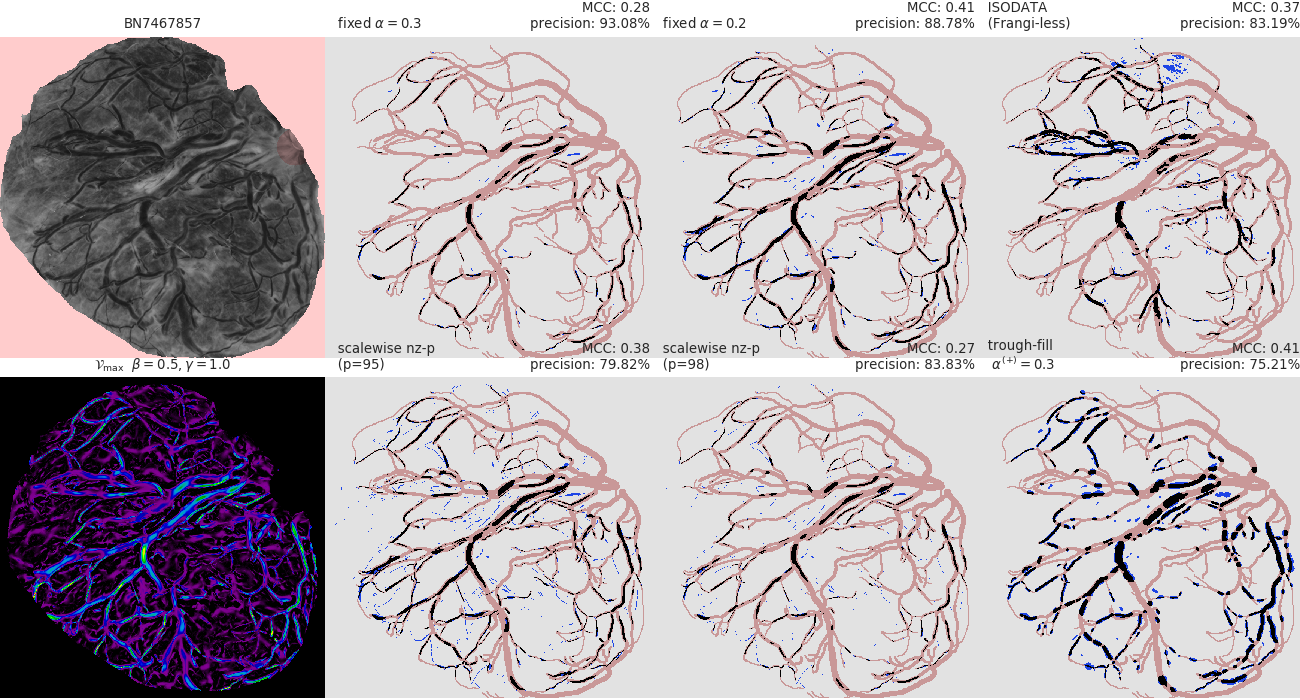 BN7467857
fixed α = 0.3
MCC: 0.28
precision: 93.08%
fixed α = 0.2
MCC: 0.41
precision: 88.78%
ISODATA
(Frangi-less)
MCC: 0.37
precision: 83.19%
𝒱max β = 0.5, γ = 1.0
scalewise nz-p
(p=95)
MCC: 0.38
precision: 79.82%
scalewise nz-p
(p=98)
MCC: 0.27
precision: 83.83%
trough-fill
α(+) = 0.3
MCC: 0.41
precision: 75.21%